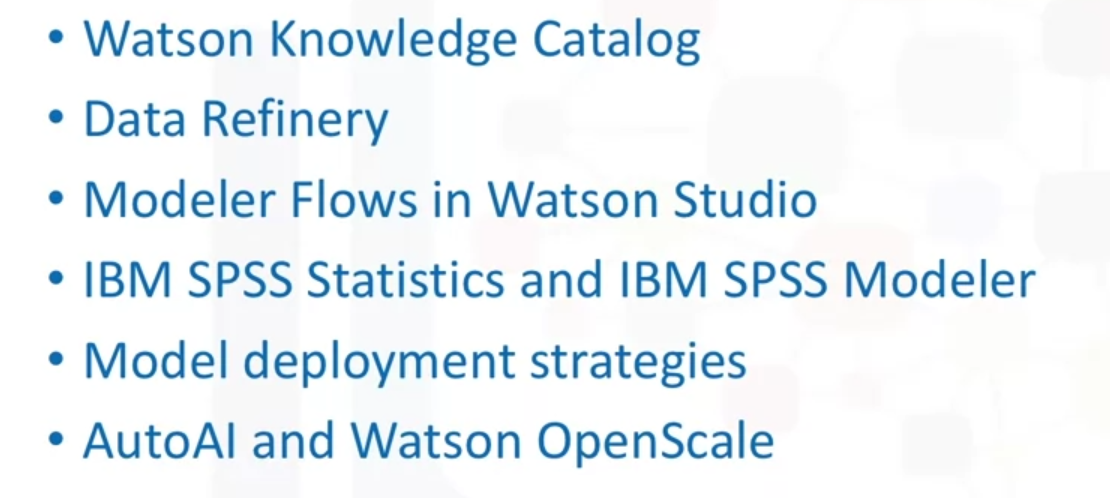 • Watson Knowledge Catalog
• Data Refinery
• Modeler Flows in Watson Studio
• IBM SPSS Statistics and IBM SPSS Modeler
• Model deployment strategies
• AutoAI and Watson OpenScale